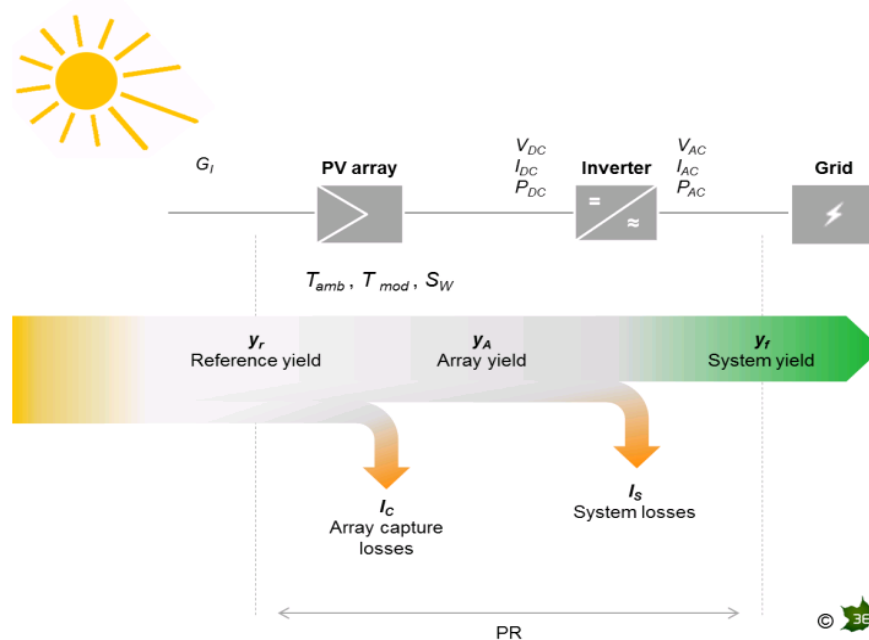 V_DC
V_AC
G_I
PV array
I_DC
Inverter
I_AC
Grid
P_DC
P_AC
=
≈
T_amb , T_mod , S_W
y_r
y_A
y_f
Reference yield
Array yield
System yield
l_C
l_S
Array capture
System losses
losses
PR
© 36